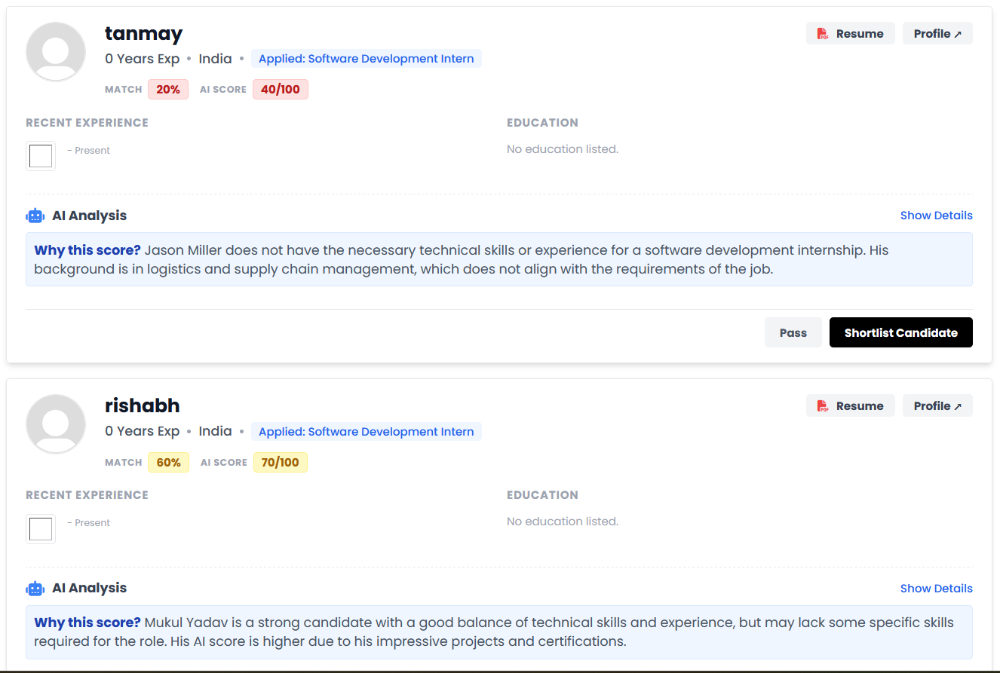 tanmay
Resume
Profile ↗
0 Years Exp • India • Applied: Software Development Intern
MATCH 20% AI SCORE 40/100
RECENT EXPERIENCE
- Present
EDUCATION
No education listed.
AI Analysis
Show Details
Why this score? Jason Miller does not have the necessary technical skills or experience for a software development internship. His
background is in logistics and supply chain management, which does not align with the requirements of the job.
Pass
Shortlist Candidate
rishabh
Resume
Profile ↗
0 Years Exp • India • Applied: Software Development Intern
MATCH 60% AI SCORE 70/100
RECENT EXPERIENCE
- Present
EDUCATION
No education listed.
AI Analysis
Show Details
Why this score? Mukul Yadav is a strong candidate with a good balance of technical skills and experience, but may lack some specific skills
required for the role. His AI score is higher due to his impressive projects and certifications.